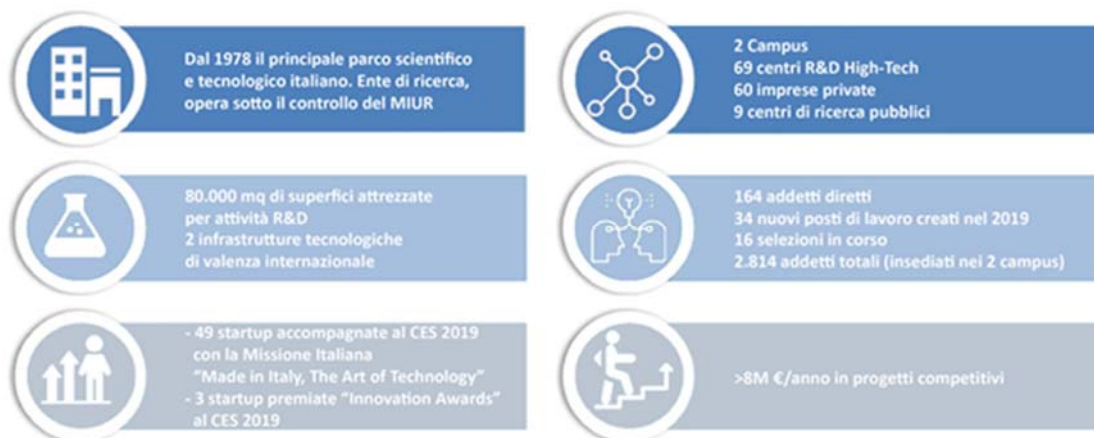 Dal 1978 il principale parco scientifico
e tecnologico italiano. Ente di ricerca,
opera sotto il controllo del MIUR
2 Campus
69 centri R&D High-Tech
60 imprese private
9 centri di ricerca pubblici
80.000 mq di superfici attrezzate
per attività R&D
2 infrastrutture tecnologiche
di valenza internazionale
164 addetti diretti
34 nuovi posti di lavoro creati nel 2019
16 selezioni in corso
2.814 addetti totali (insediati nei 2 campus)
- 49 startup accompagnate al CES 2019
con la Missione Italiana
“Made in Italy, The Art of Technology”
- 3 startup premiate “Innovation Awards”
al CES 2019
>8M €/anno in progetti competitivi